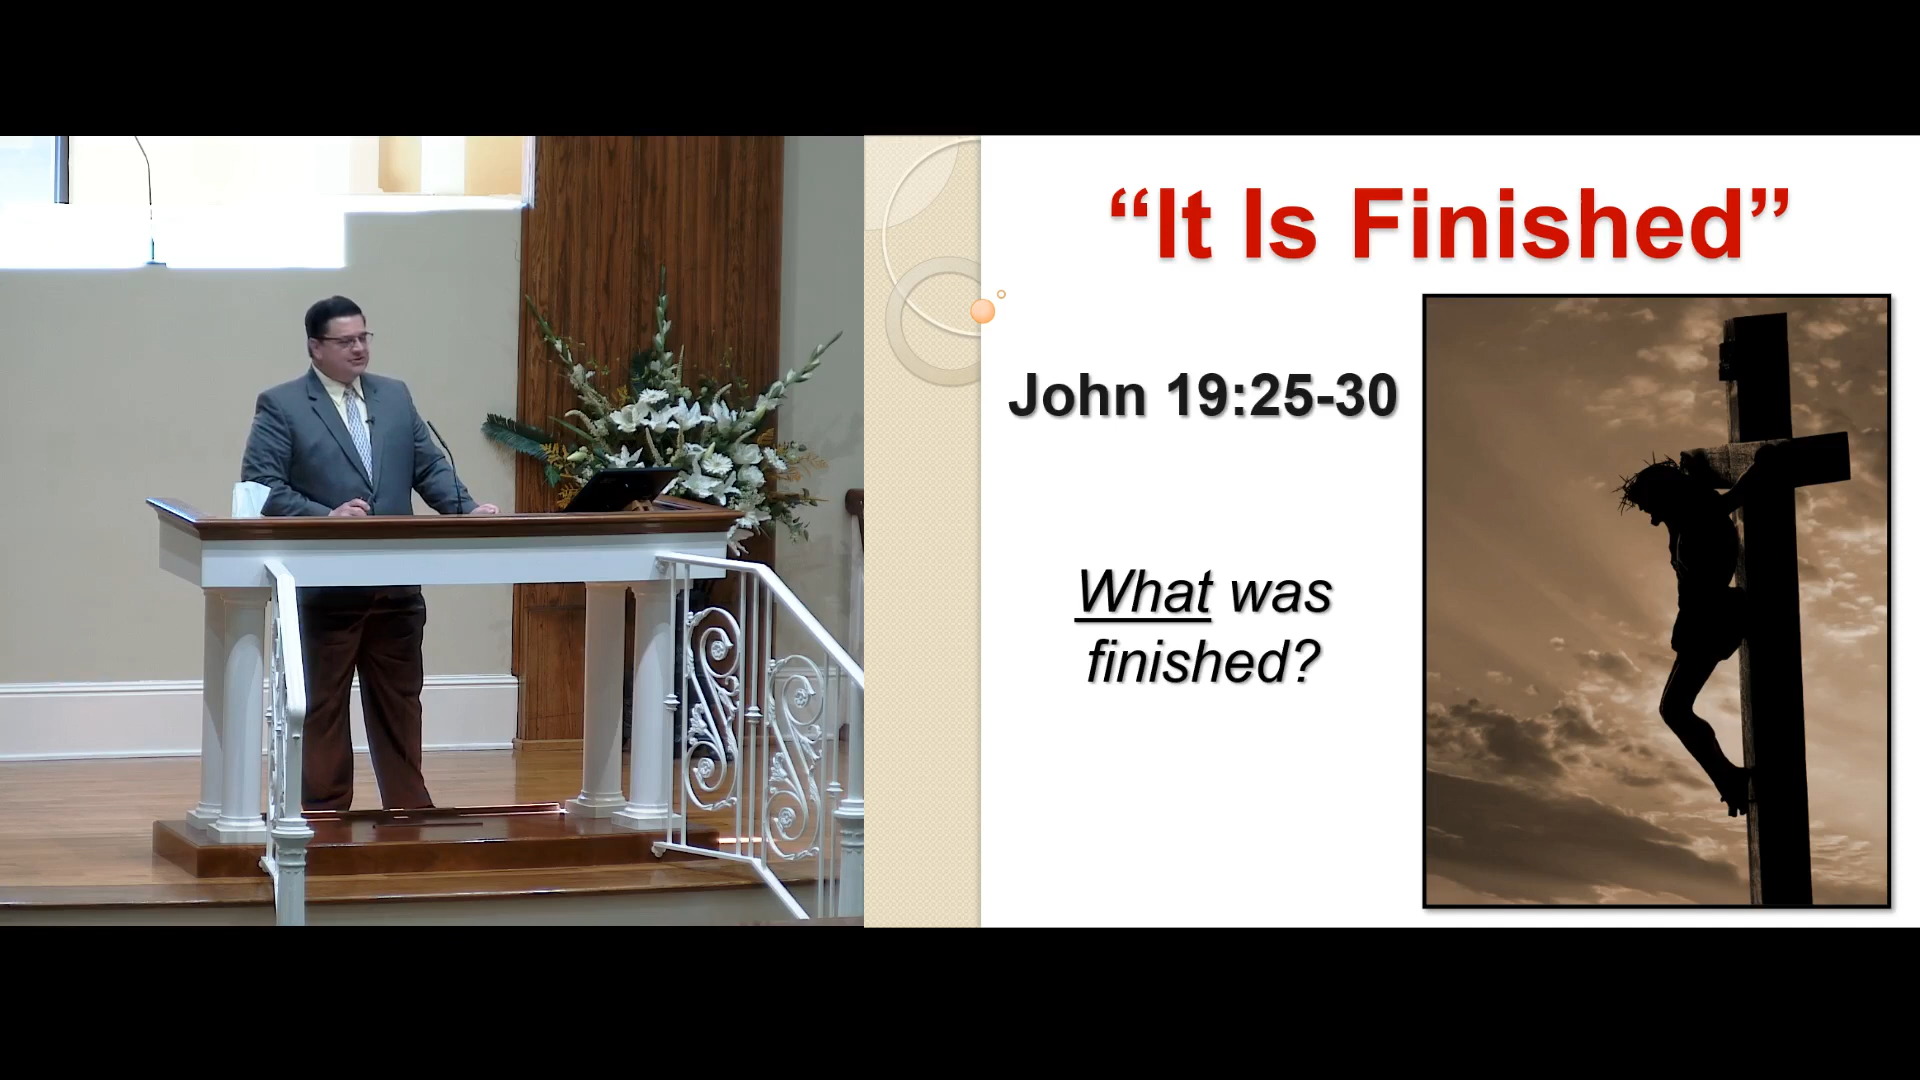 “It Is Finished”
John 19:25-30
What was
finished?